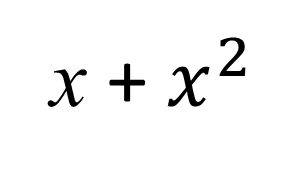 x + x²